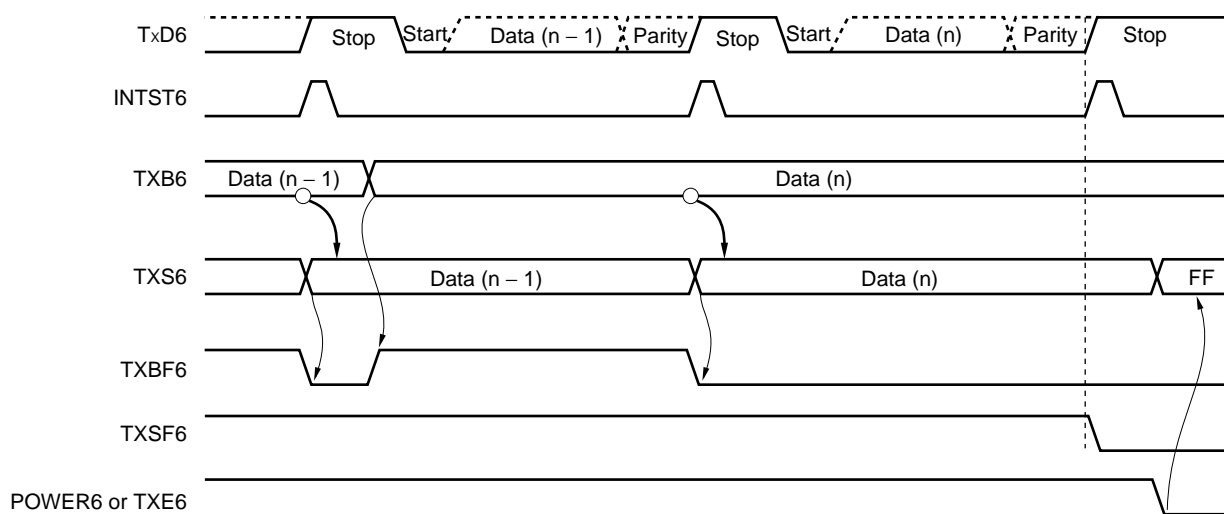 TxD6 Stop Start Data (n − 1) Parity Stop Start Data (n) Parity Stop
INTST6
TXB6 Data (n − 1) Data (n)
TXS6 Data (n − 1) Data (n) FF
TXBF6
TXSF6
POWER6 or TXE6